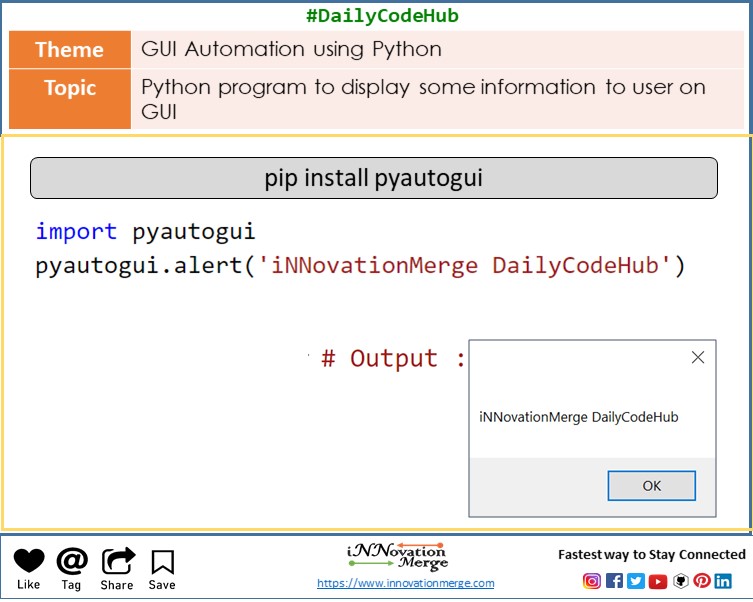 #DailyCodeHub
Theme
GUI Automation using Python
Topic
Python program to display some information to user on
GUI
pip install pyautogui
import pyautogui
pyautogui.alert('iNNovationMerge DailyCodeHub')
# Output :
iNNovationMerge DailyCodeHub
OK
Like
Tag
Share
Save
iNNovation
Merge
https://www.innovationmerge.com
Fastest way to Stay Connected